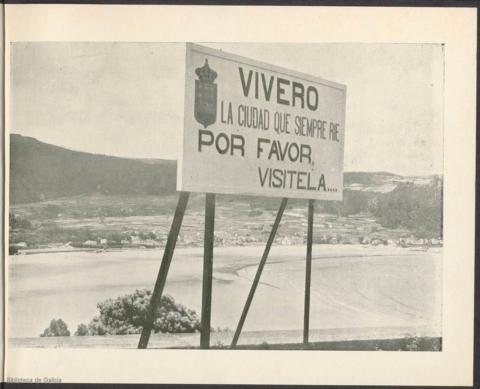 VIVERO
LA CIUDAD QUE SIEMPRE RIE
POR FAVOR,
VISITELA...
Biblioteca de Galicia